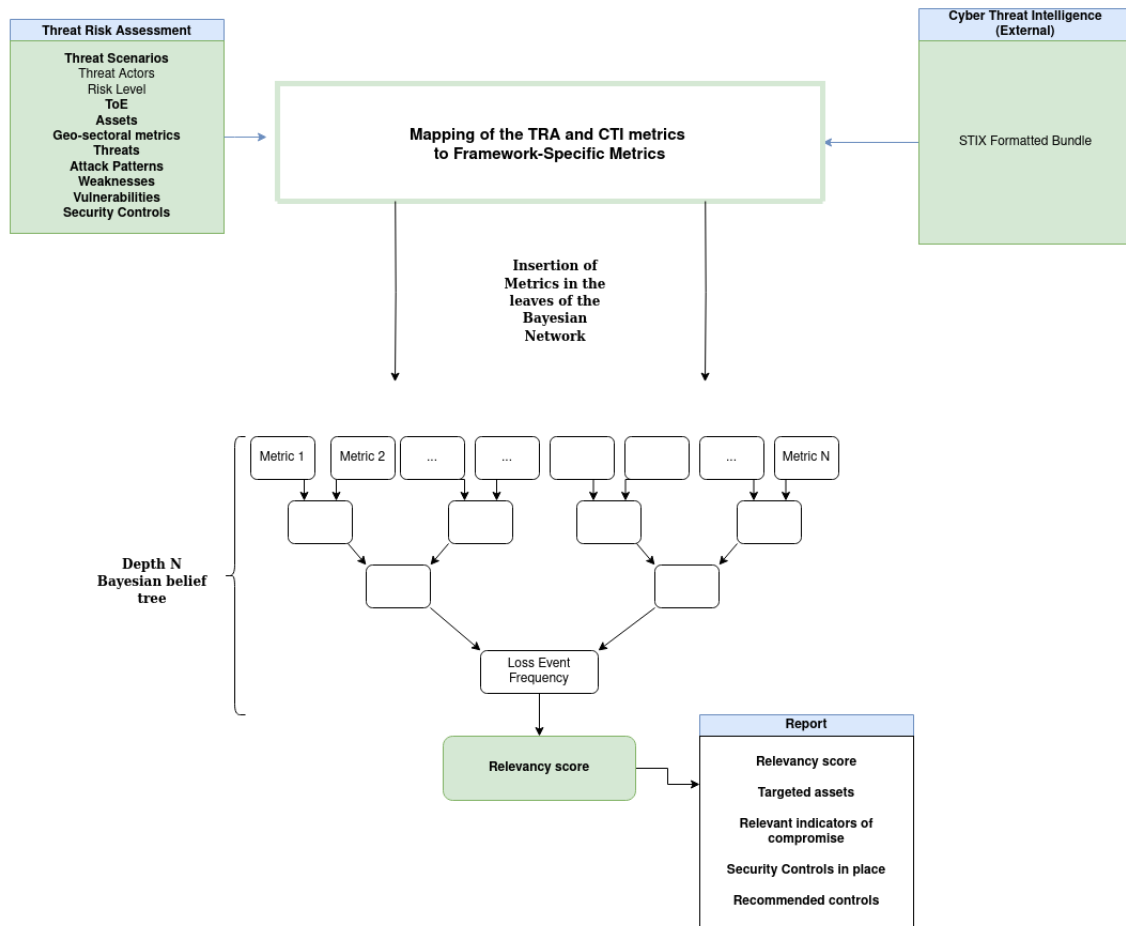 Threat Risk Assessment
Threat Scenarios
Threat Actors
Risk Level
ToE
Assets
Geo-sectoral metrics
Threats
Attack Patterns
Weaknesses
Vulnerabilities
Security Controls
Mapping of the TRA and CTI metrics
to Framework-Specific Metrics
Cyber Threat Intelligence
(External)
STIX Formatted Bundle
Insertion of
Metrics in the
leaves of the
Bayesian
Network
Metric 1
Metric 2
...
...
...
Metric N
Depth N
Bayesian belief
tree
Loss Event
Frequency
Relevancy score
Report
Relevancy score
Targeted assets
Relevant indicators of
compromise
Security Controls in place
Recommended controls